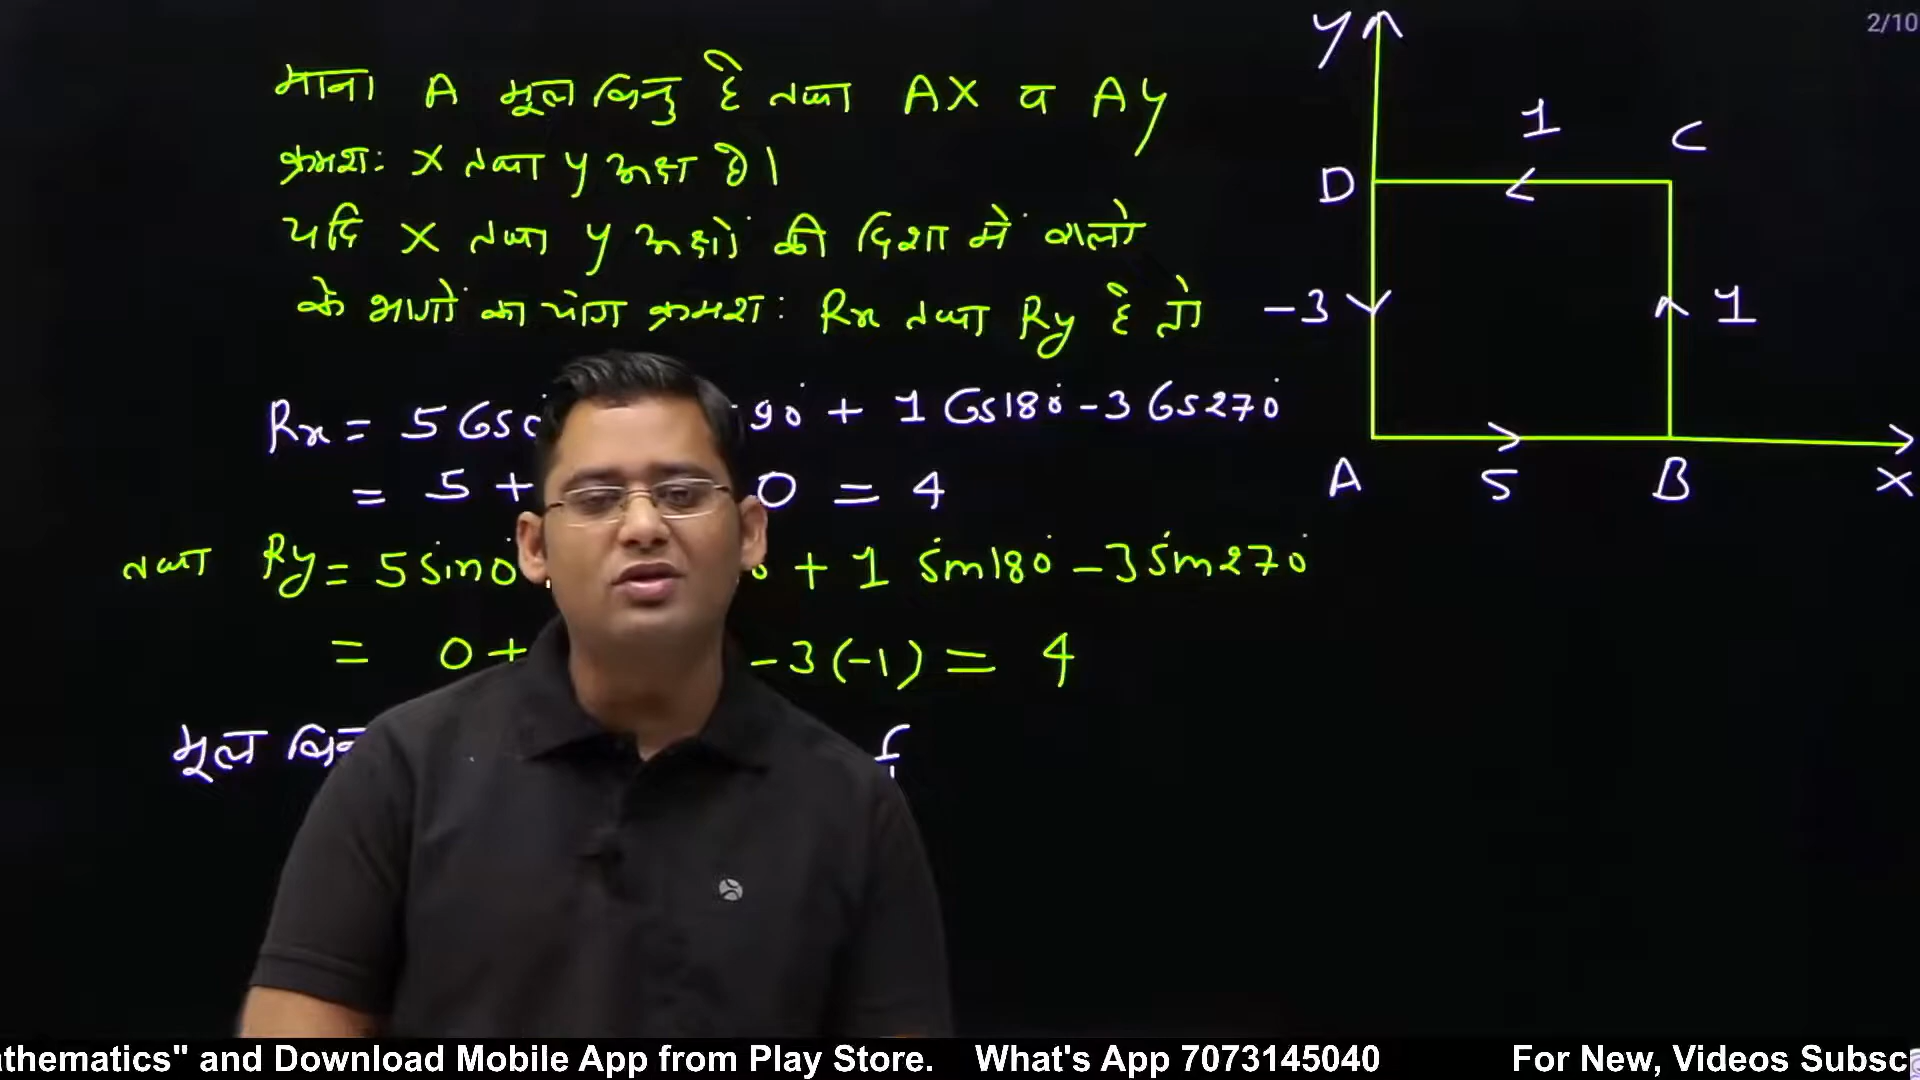 माना A मूल बिन्दु है तथा AX व AY
क्रमशः X तथा Y अक्ष है।
यदि X तथा Y अक्षों की दिशा में बलों
के भागों का योग क्रमशः Rx तथा Ry है तो
Rx = 5 Cos 90° + 1 Cos180° - 3 Cos270°
= 5 + 0 = 4
तथा Ry = 5 Sin0° + 1 Sin180° - 3 Sin270°
= 0 + - 3(-1) = 4
मूल
2/10
Y
1
C
D
-3
1
A 5 B X
athematics" and Download Mobile App from Play Store. What's App 7073145040 For New, Videos Subsc